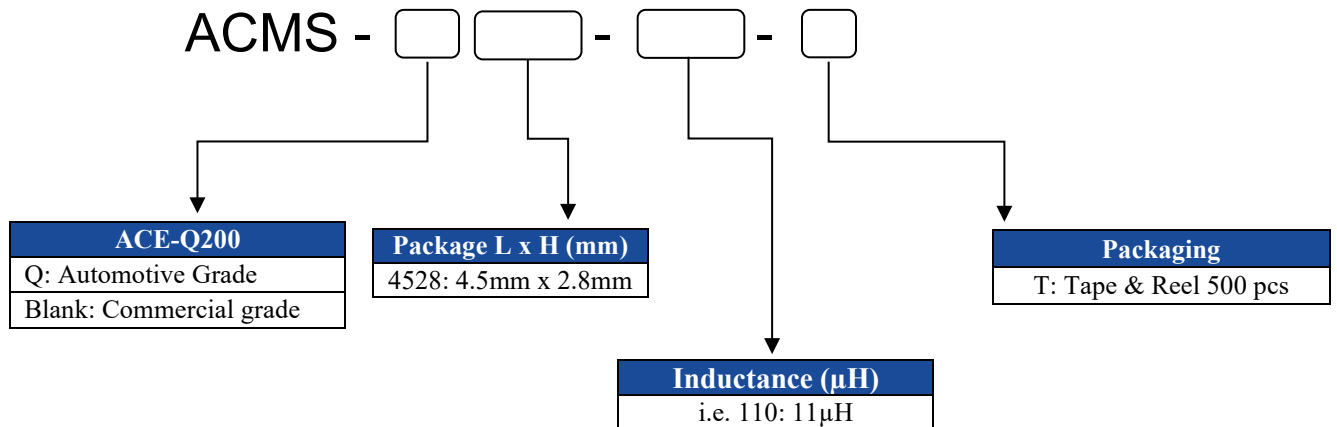 ACMS - - -
ACE-Q200
Q: Automotive Grade
Blank: Commercial grade
Package L x H (mm)
4528: 4.5mm x 2.8mm
Packaging
T: Tape & Reel 500 pcs
Inductance (µH)
i.e. 110: 11µH